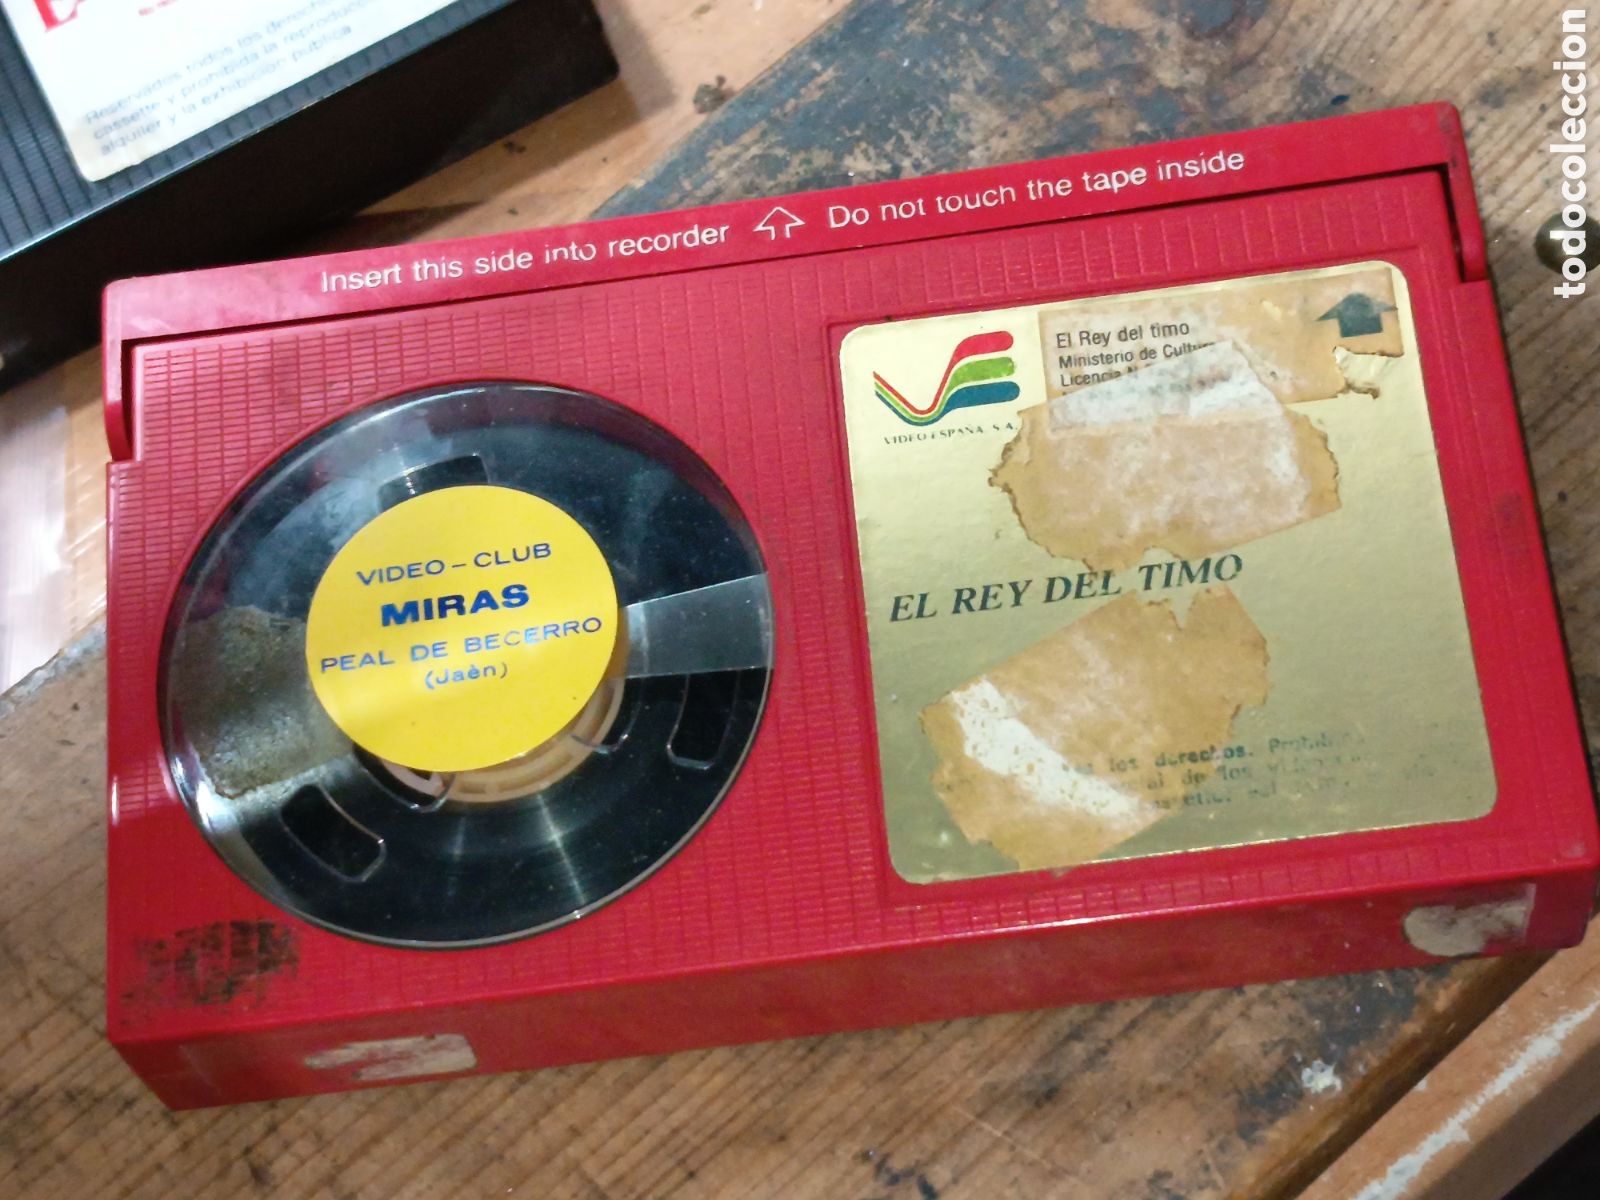 Reservados todos los derechos
cassette y prohibida la reproducc
alquiler y la exhibición pública
Insert this side into recorder Do not touch the tape inside
VIDEO ESPAÑA, S.A.
El Rey del timo
Ministerio de Cultura
Licencia N
EL REY DEL TIMO
los derechos.
VIDEO-CLUB
MIRAS
PEAL DE BECERRO
(Jaèn)
todocoleccion